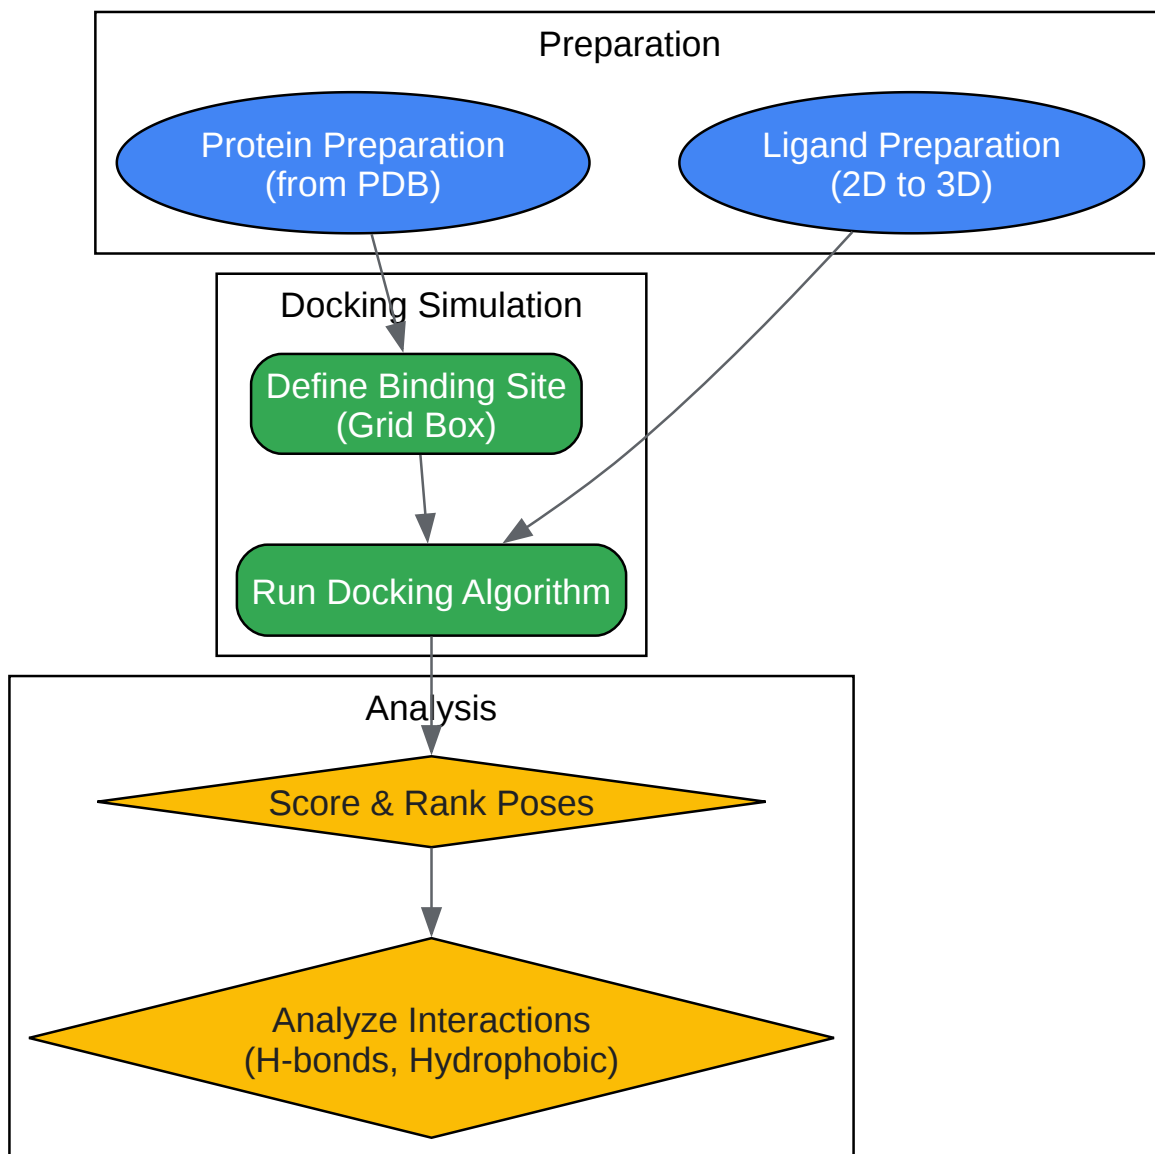 Preparation
Protein Preparation
(from PDB)
Ligand Preparation
(2D to 3D)
Docking Simulation
Define Binding Site
(Grid Box)
Run Docking Algorithm
Analysis
Score & Rank Poses
Analyze Interactions
(H-bonds, Hydrophobic)